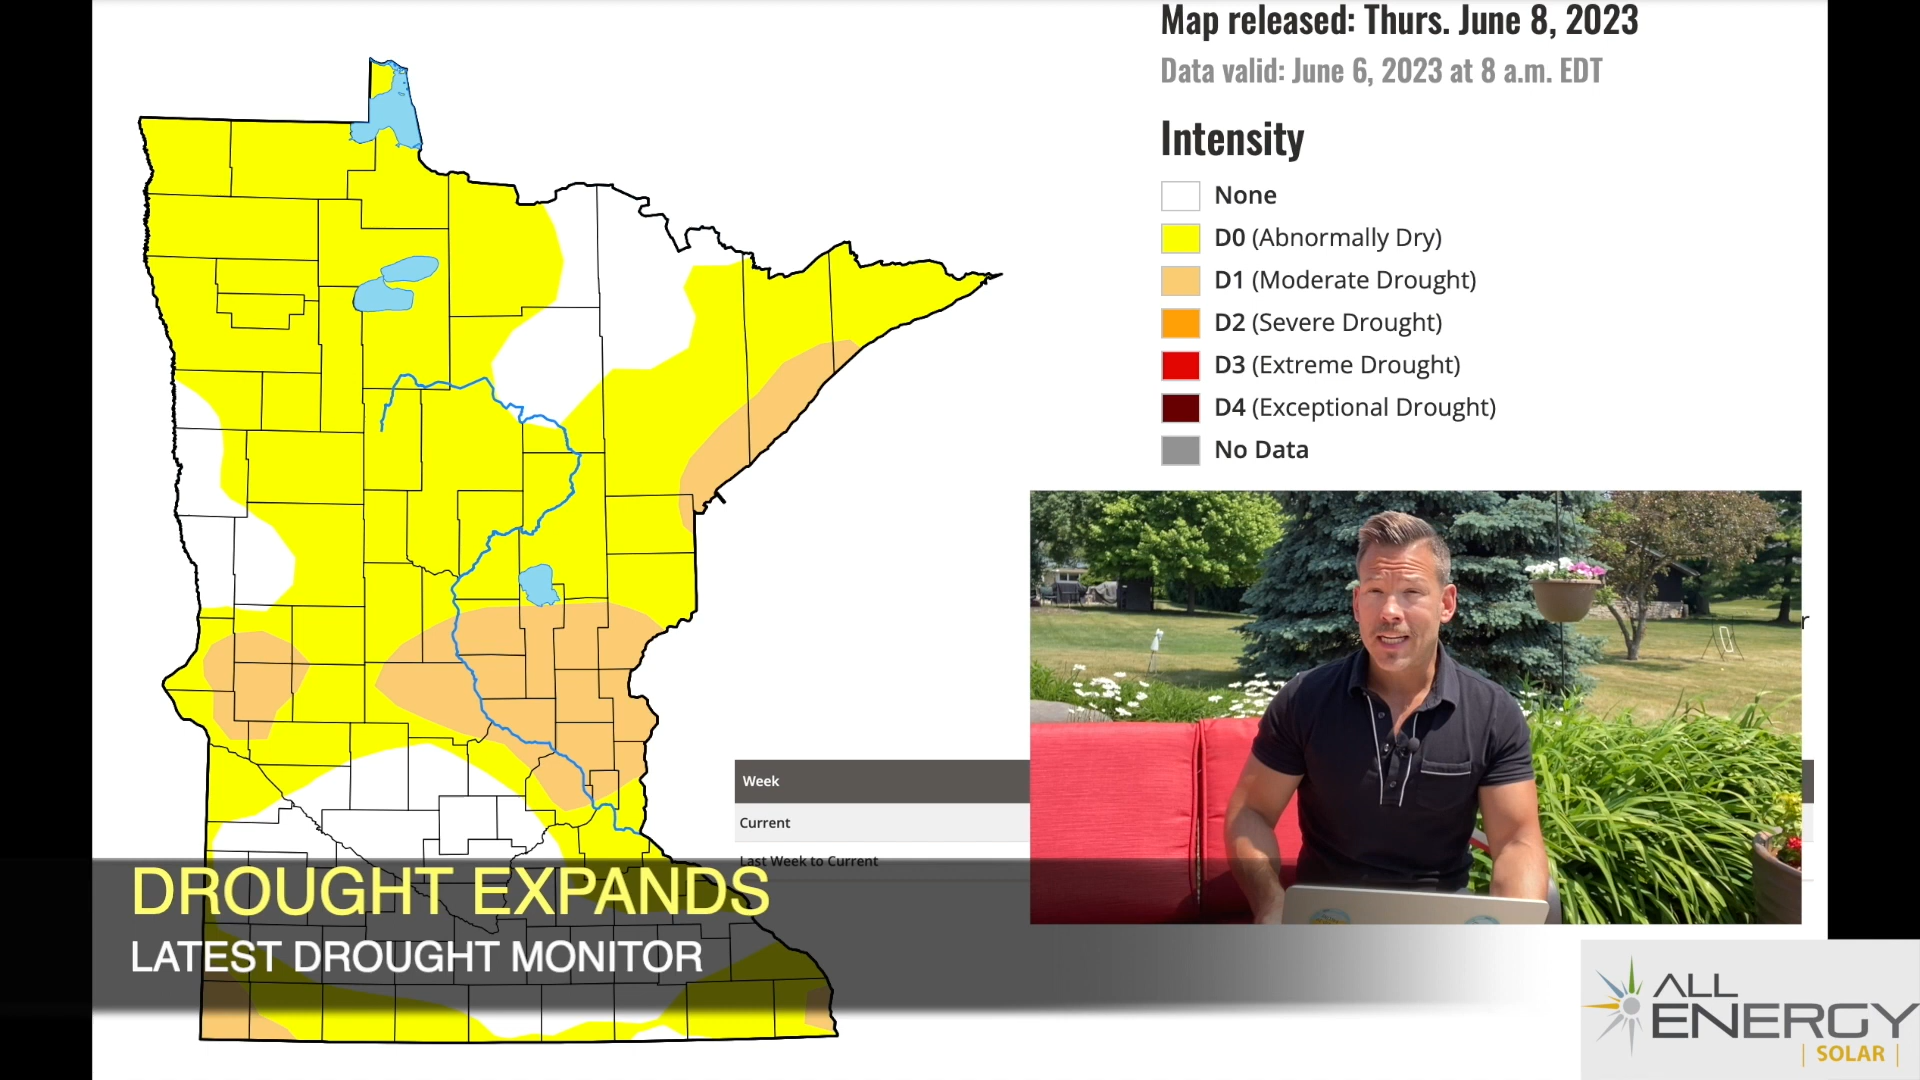 Map released: Thurs. June 8, 2023
Data valid: June 6, 2023 at 8 a.m. EDT
Intensity
None
D0 (Abnormally Dry)
D1 (Moderate Drought)
D2 (Severe Drought)
D3 (Extreme Drought)
D4 (Exceptional Drought)
No Data
Week
Current
Last Week to Current
DROUGHT EXPANDS
LATEST DROUGHT MONITOR
ALL
ENERGY
| SOLAR |